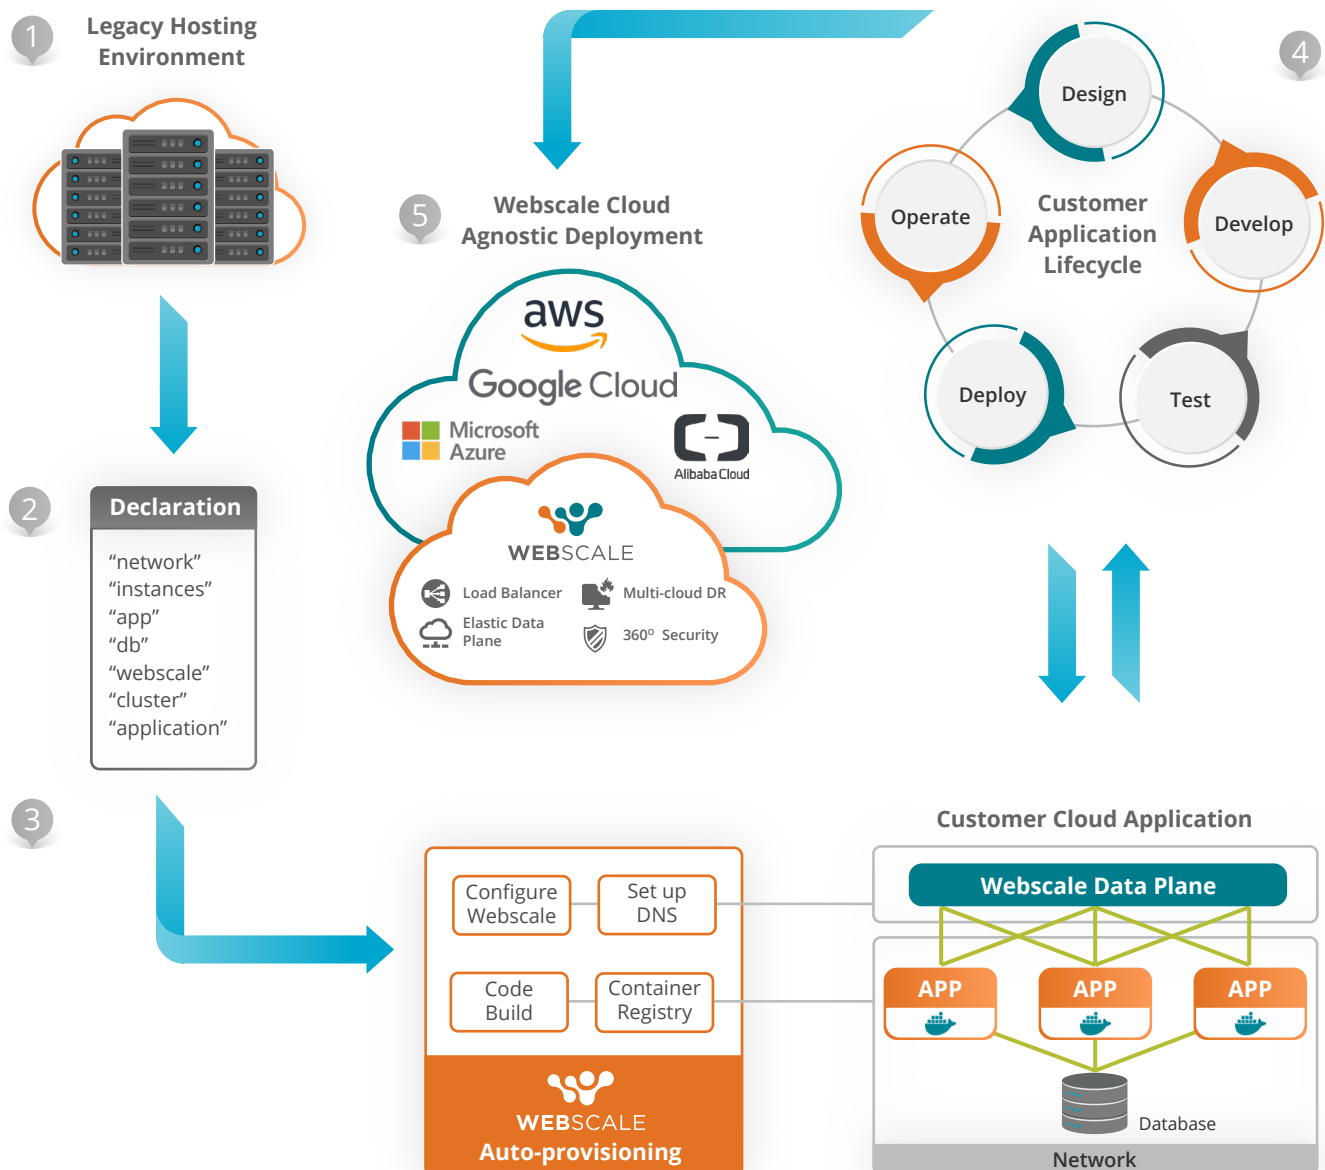 1
Legacy Hosting
Environment
2
Declaration
“network”
“instances”
“app”
“db”
“webscale”
“cluster”
“application”
3
Configure
Webscale
Set up
DNS
Code
Build
Container
Registry
WEBSCALE
Auto-provisioning
Customer Cloud Application
Webscale Data Plane
APP
APP
APP
Database
Network
4
Customer
Application
Lifecycle
Design
Develop
Test
Deploy
Operate
5
Webscale Cloud
Agnostic Deployment
aws
Google Cloud
Microsoft
Azure
Alibaba Cloud
WEBSCALE
Load Balancer
Multi-cloud DR
Elastic Data
Plane
360º Security